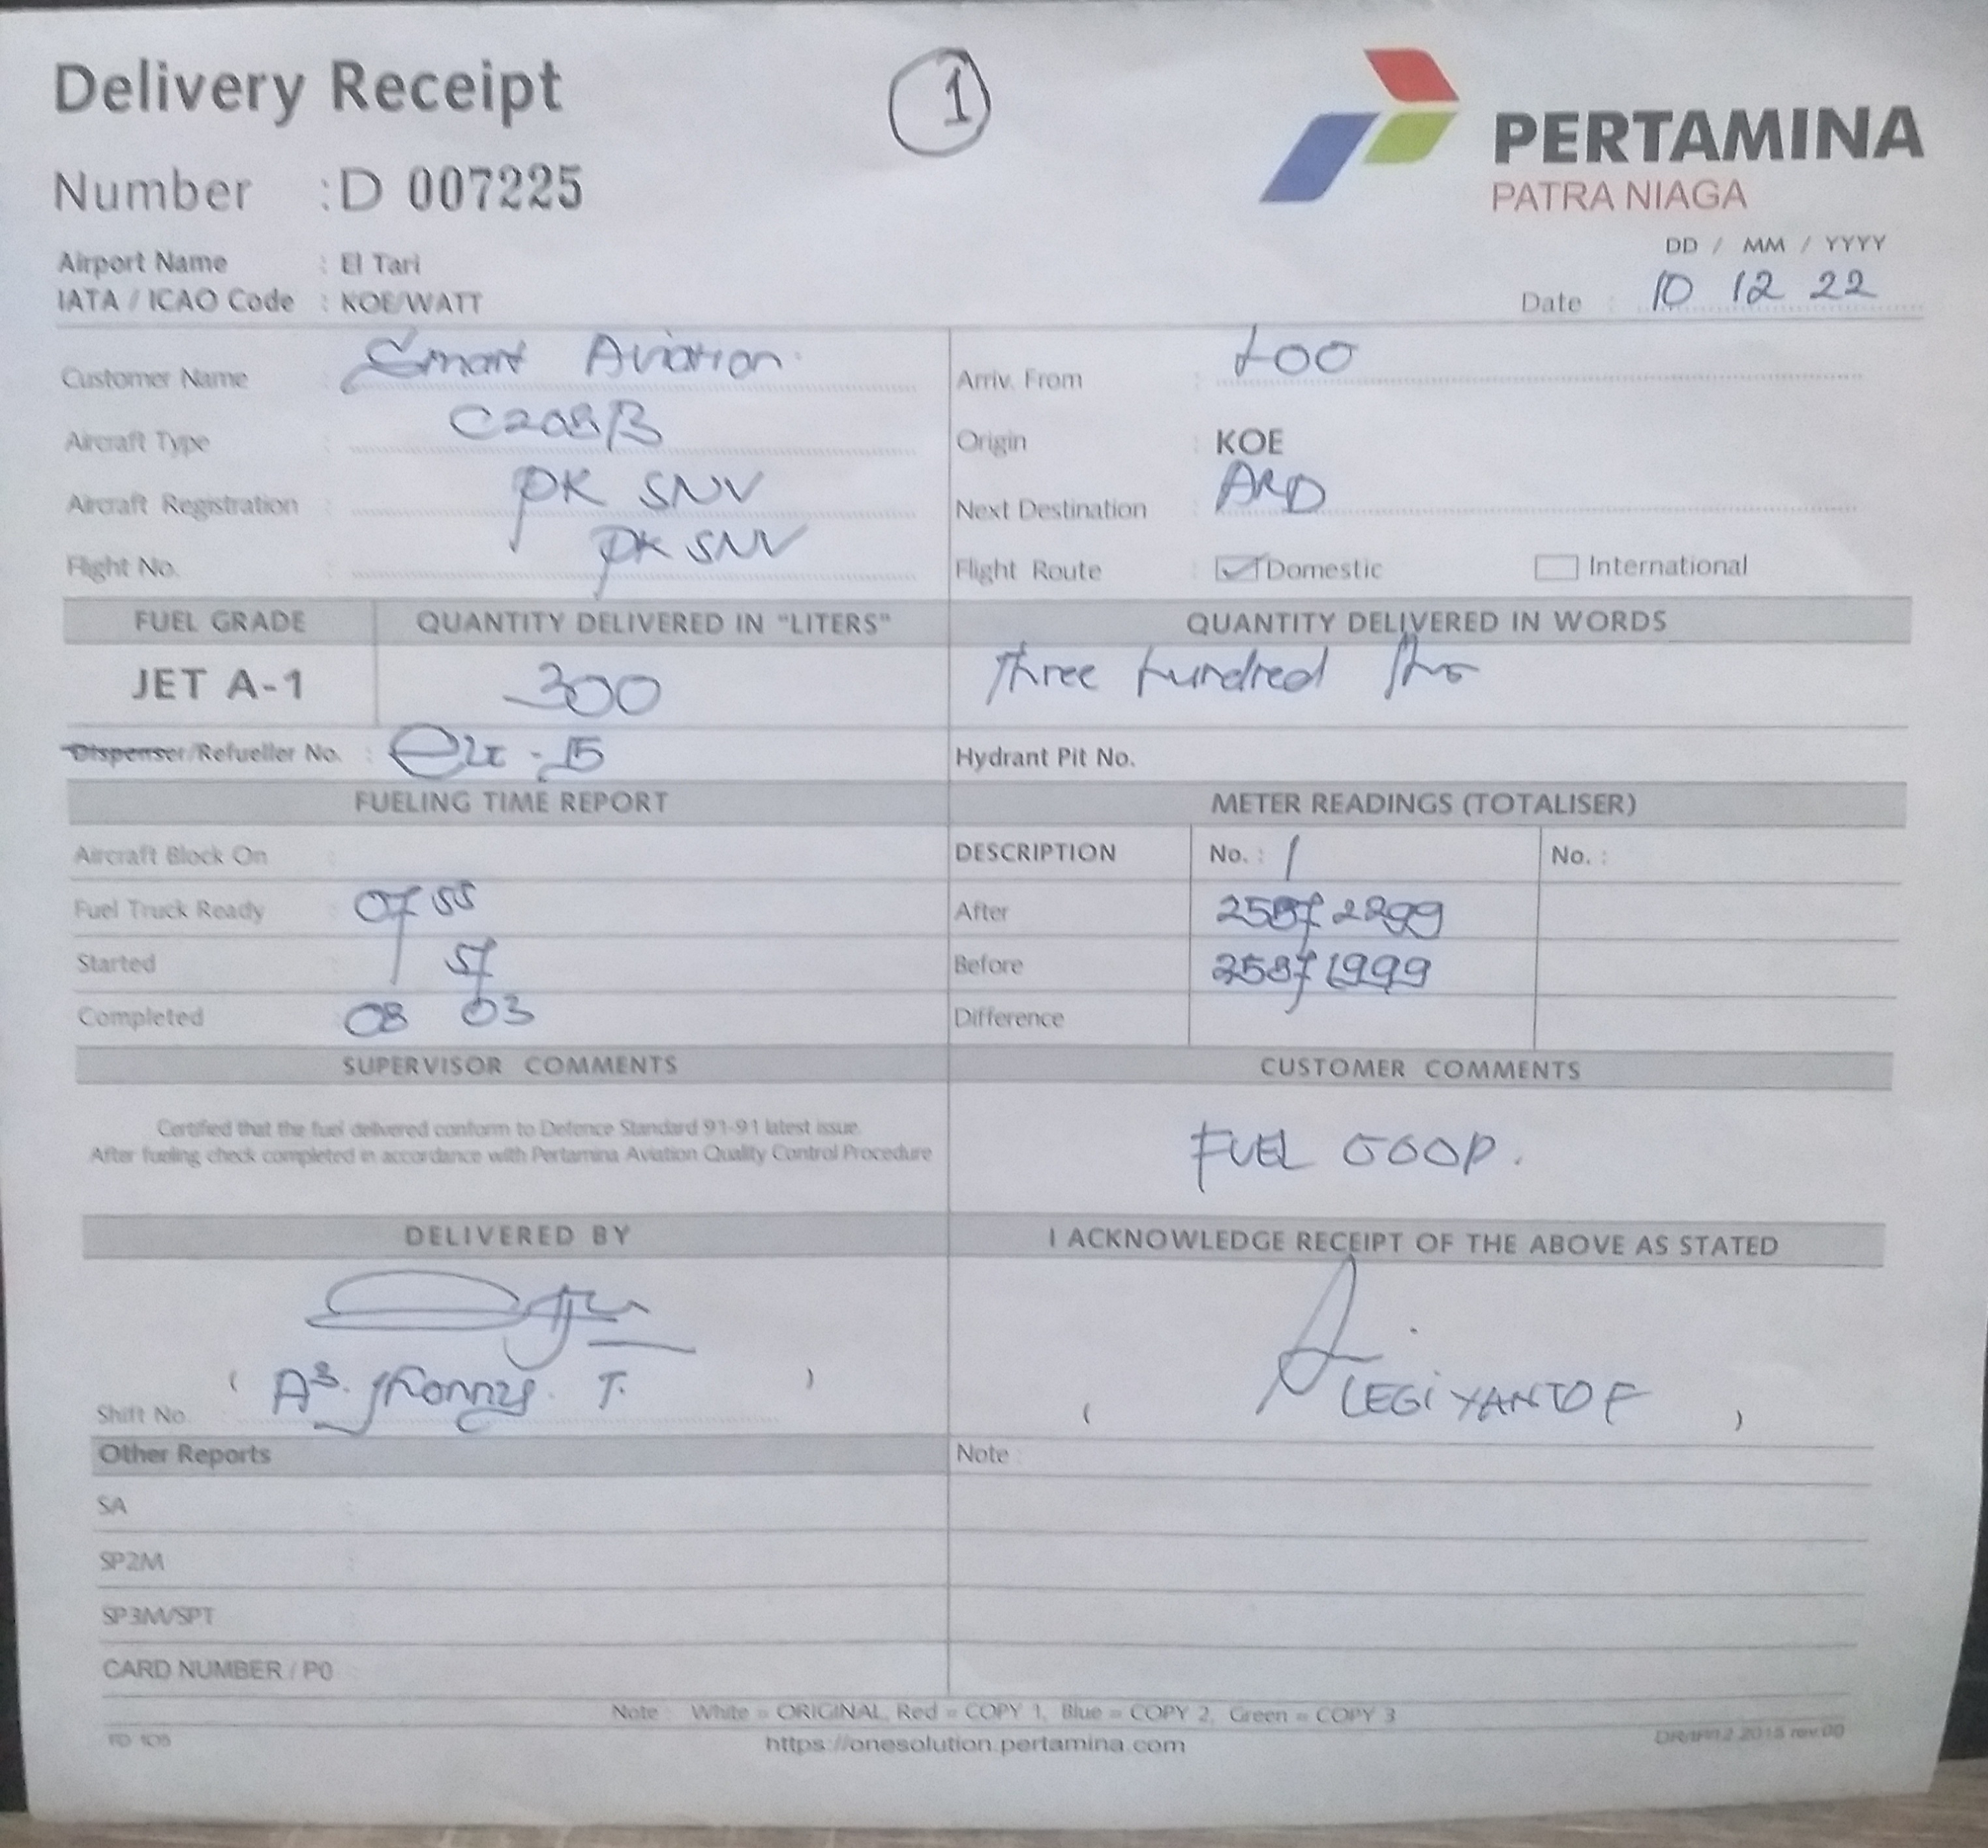 Delivery Receipt
1
PERTAMINA
PATRA NIAGA
Number : D 007225
DD / MM / YYYY
Airport Name : El Tari
IATA / ICAO Code : KOE/WATT
Date : 10 12 22
Customer Name : Smart Aviation
Arriv. From :
Aircraft Type : C208B
Origin : KOE
Aircraft Registration : PK SNV
Next Destination : ARD
Flight No. : PK SNV
Flight Route : Domestic International
FUEL GRADE QUANTITY DELIVERED IN "LITERS" QUANTITY DELIVERED IN WORDS
JET A-1 300 Three hundred
Dispenser/Refueller No. :
Hydrant Pit No.
FUELING TIME REPORT METER READINGS (TOTALISER)
Aircraft Block On :
DESCRIPTION No. : 1 No. :
Fuel Truck Ready : 07 55
After 25872299
Started : 57
Before 25871999
Completed : 08 03
Difference
SUPERVISOR COMMENTS CUSTOMER COMMENTS
Certified that the fuel delivered conform to Defence Standard 91-91 latest issue.
After fueling check completed in accordance with Pertamina Aviation Quality Control Procedure
FUEL GOOD.
DELIVERED BY I ACKNOWLEDGE RECEIPT OF THE ABOVE AS STATED
( T. )
Shift No.
( LEGIYANTO F )
Other Reports
Note :
SA :
SP2M :
SP3M/SPT :
CARD NUMBER / PO :
Note : White = ORIGINAL, Red = COPY 1, Blue = COPY 2, Green = COPY 3
FD 105
https://onesolution.pertamina.com